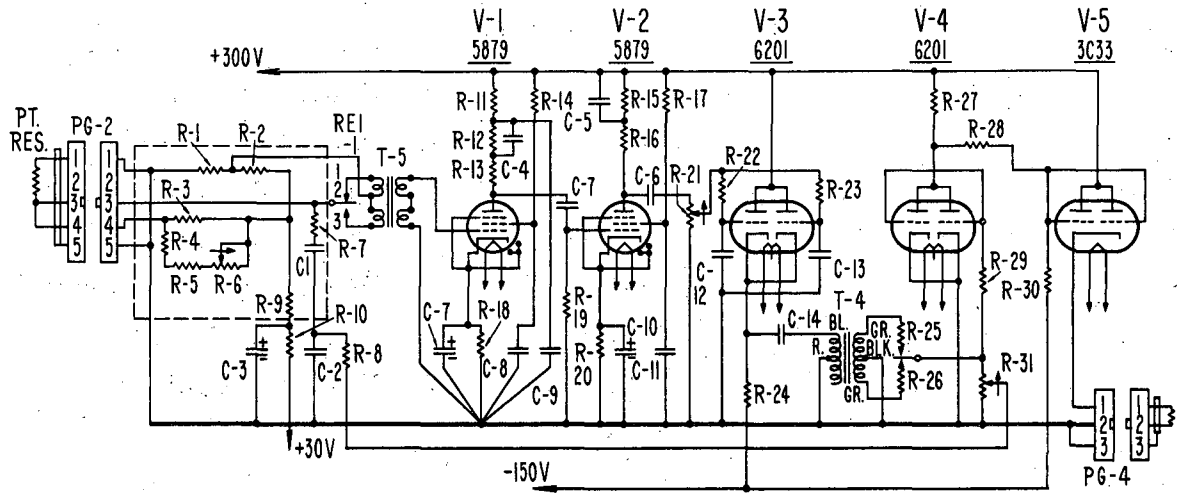 V-1 V-2 V-3 V-4 V-5
5879 5879 6201 6201 3C33
+300V
PT. RES. PG-2
R-1 R-2 RE1 T-5
R-11 R-14 C-5 R-15 R-17 R-27
R-12 C-4 R-16 R-28
R-13 C-7 C-6 R-21 R-22 R-23
1 1
2 2
3 3
4 4
5 5
R-3
1
2
3
R-4 R-7
R-5 R-6 C1
C-12 C-13
R-29
R-30
R-9 R-10
C-7 R-18 R-19 C-10
C-14 T-4
BL. GR. R-25
R. BLK.
R-26
GR.
R-31
C-3 C-2 R-8
C-8 C-9 R-20 C-11
R-24
1 1
2 2
3 3
+30V
-150V
PG-4